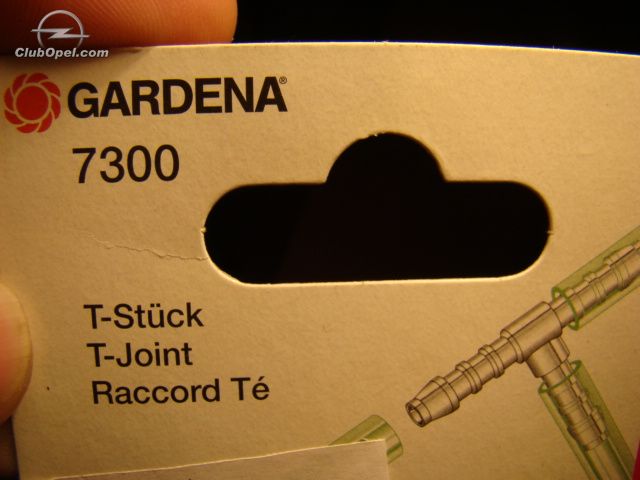 ClubOpel.com
GARDENA®
7300
T-Stück
T-Joint
Raccord Té